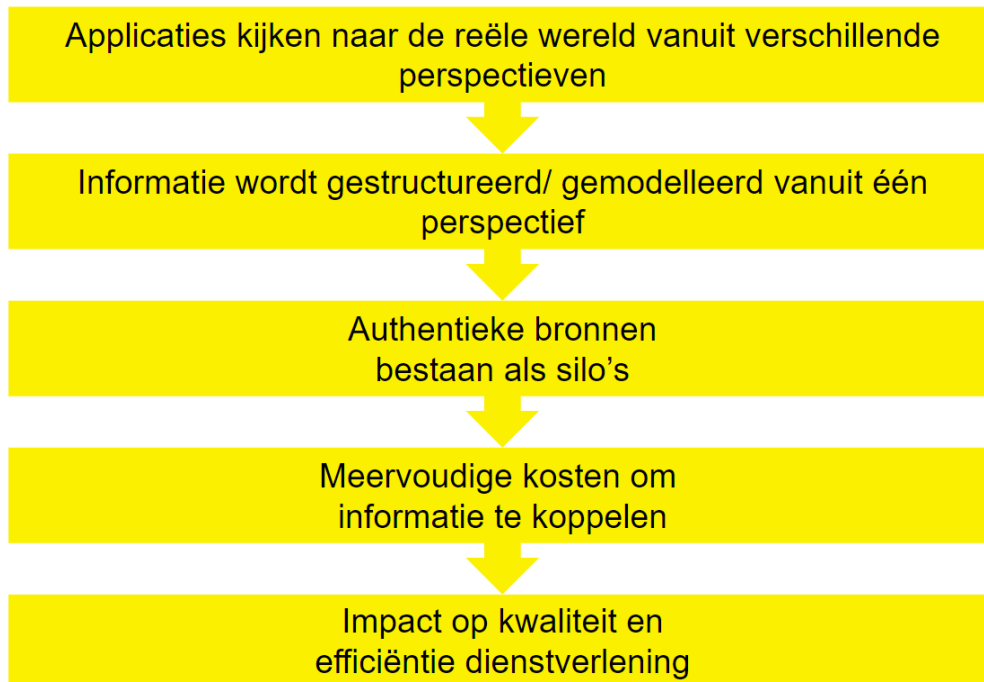 Applicaties kijken naar de reële wereld vanuit verschillende
perspectieven
Informatie wordt gestructureerd/ gemodelleerd vanuit één
perspectief
Authentieke bronnen
bestaan als silo’s
Meervoudige kosten om
informatie te koppelen
Impact op kwaliteit en
efficiëntie dienstverlening